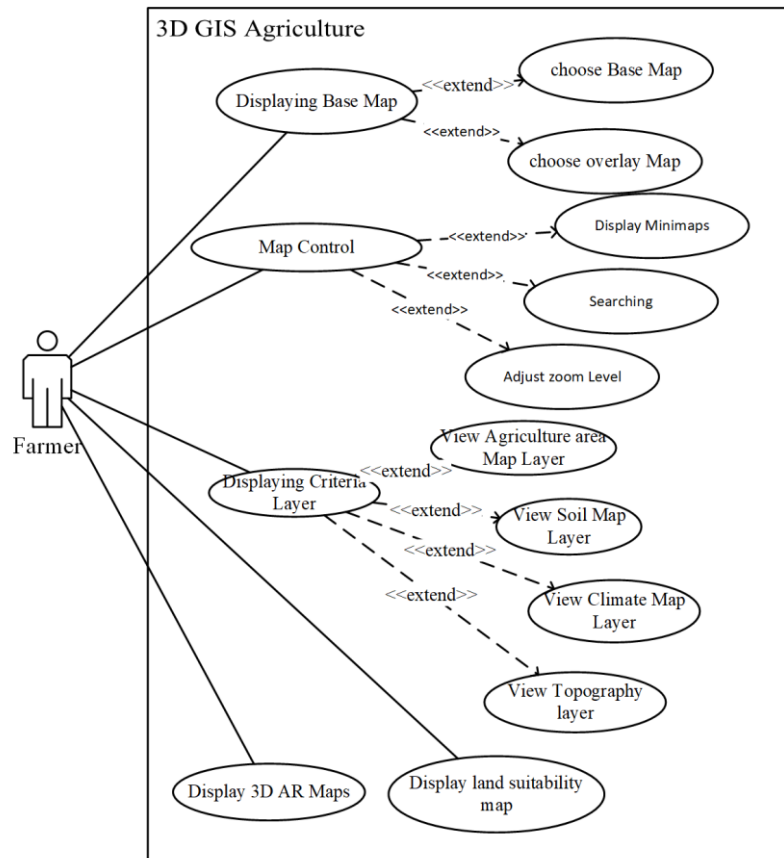 3D GIS Agriculture
choose Base Map
<<extend>>
Displaying Base Map
<<extend>>
choose overlay Map
Display Minimaps
<<extend>>
Map Control
<<extend>>
Searching
<<extend>>
Adjust zoom Level
Farmer
View Agriculture area
Map Layer
<<extend>>
Displaying Criteria
Layer
<<extend>>
View Soil Map
Layer
<<extend>>
View Climate Map
Layer
<<extend>>
View Topography
layer
Display 3D AR Maps
Display land suitability
map